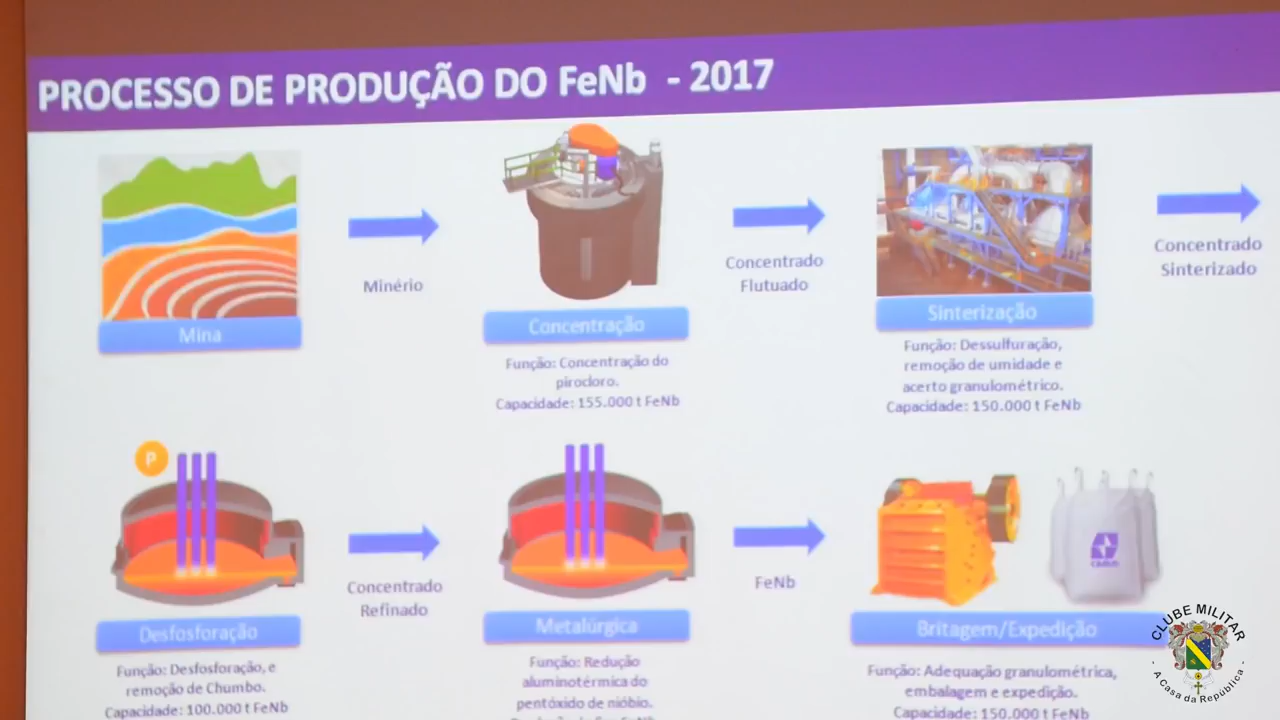 PROCESSO DE PRODUÇÃO DO FeNb - 2017
Minério
Concentrado
Flutuado
Concentrado
Sinterizado
Mina
Concentração
Sinterização
Função: Concentração do
pirocloro.
Capacidade: 155.000 t FeNb
Função: Dessulfuração,
remoção de umidade e
acerto granulométrico.
Capacidade: 150.000 t FeNb
P
Concentrado
Refinado
FeNb
CBMM
Desfosforação
Metalúrgica
Britagem/Expedição
Função: Desfosforação, e
remoção de Chumbo.
Capacidade: 100.000 t FeNb
Função: Redução
aluminotérmica do
pentóxido de nióbio.
Função: Adequação granulométrica,
embalagem e expedição.
Capacidade: 150.000 t FeNb
CLUBE MILITAR
A Casa da República